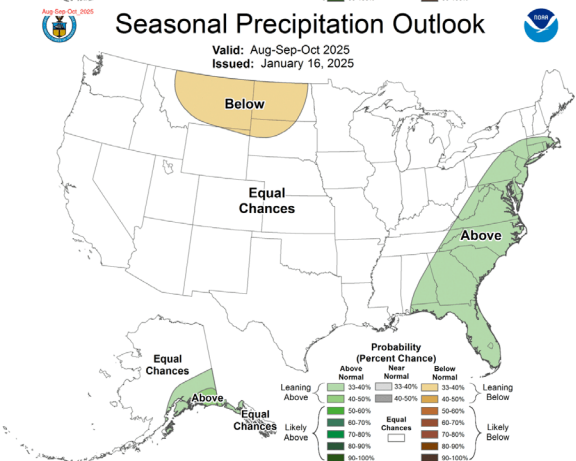 Aug-Sep-Oct 2025
Seasonal Precipitation Outlook
NOAA
Valid: Aug-Sep-Oct 2025
Issued: January 16, 2025
Below
Equal
Chances
Above
Equal
Chances
Above
Equal
Chances
Probability
(Percent Chance)
Above
Normal
Near
Normal
Below
Normal
Leaning
Above
33-40%
40-50%
33-40%
40-50%
33-40%
40-50%
Leaning
Below
Likely
Above
50-60%
60-70%
70-80%
80-90%
90-100%
Equal
Chances
50-60%
60-70%
70-80%
80-90%
90-100%
Likely
Below